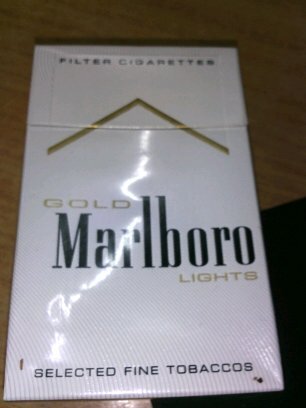 FILTER CIGARETTES
GOLD
Marlboro
LIGHTS
SELECTED FINE TOBACCOS